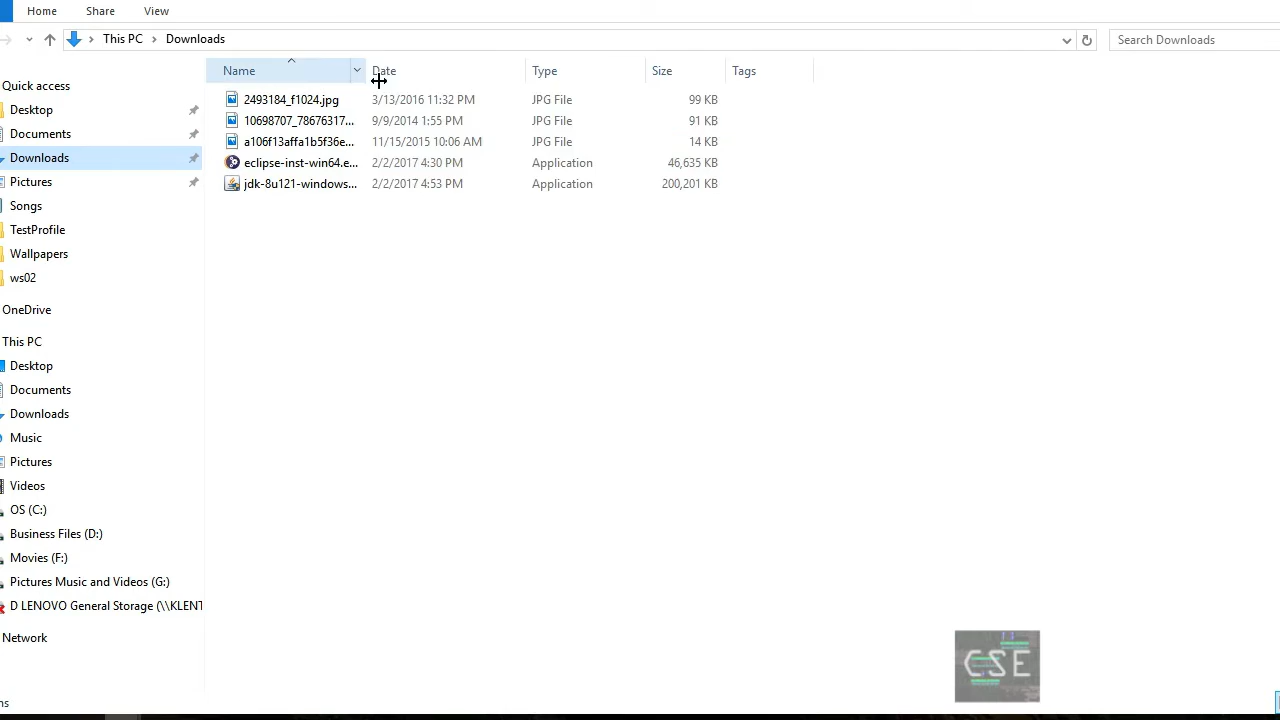 Home Share View
This PC Downloads Search Downloads
Name Date Type Size Tags
2493184_f1024.jpg 3/13/2016 11:32 PM JPG File 99 KB
10698707_78676317... 9/9/2014 1:55 PM JPG File 91 KB
a106f13affa1b5f36e... 11/15/2015 10:06 AM JPG File 14 KB
eclipse-inst-win64.e... 2/2/2017 4:30 PM Application 46,635 KB
jdk-8u121-windows... 2/2/2017 4:53 PM Application 200,201 KB
Quick access
Desktop
Documents
Downloads
Pictures
Songs
TestProfile
Wallpapers
ws02
OneDrive
This PC
Desktop
Documents
Downloads
Music
Pictures
Videos
OS (C:)
Business Files (D:)
Movies (F:)
Pictures Music and Videos (G:)
D LENOVO General Storage (\\KLENT
Network
ns
CSE